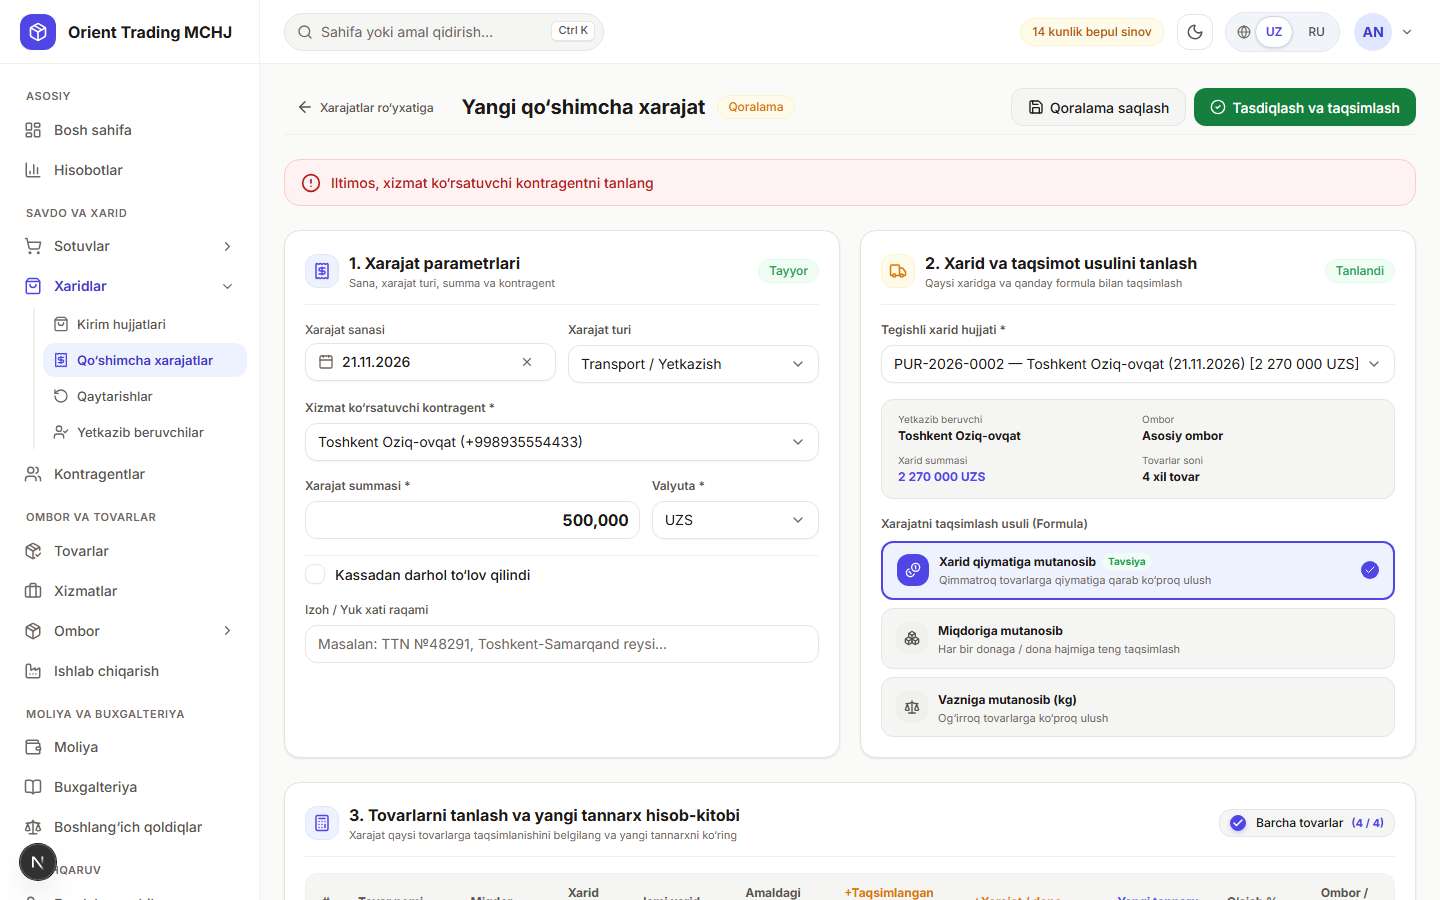 Orient Trading MCHJ
Sahifa yoki amal qidirish...
Ctrl K
14 kunlik bepul sinov
UZ
RU
AN
ASOSIY
Bosh sahifa
Hisobotlar
SAVDO VA XARID
Sotuvlar
Xaridlar
Kirim hujjatlari
Qo‘shimcha xarajatlar
Qaytarishlar
Yetkazib beruvchilar
Kontragentlar
OMBOR VA TOVARLAR
Tovarlar
Xizmatlar
Ombor
Ishlab chiqarish
MOLIYA VA BUXGALTERIYA
Moliya
Buxgalteriya
Boshlang‘ich qoldiqlar
N
Xarajatlar ro‘yxatiga
Yangi qo‘shimcha xarajat
Qoralama
Qoralama saqlash
Tasdiqlash va taqsimlash
Iltimos, xizmat ko‘rsatuvchi kontragentni tanlang
1. Xarajat parametrlari
Sana, xarajat turi, summa va kontragent
Tayyor
Xarajat sanasi
Xarajat turi
21.11.2026
Transport / Yetkazish
Xizmat ko‘rsatuvchi kontragent *
Toshkent Oziq-ovqat (+998935554433)
Xarajat summasi *
Valyuta *
500,000
UZS
Kassadan darhol to‘lov qilindi
Izoh / Yuk xati raqami
Masalan: TTN №48291, Toshkent-Samarqand reysi...
2. Xarid va taqsimot usulini tanlash
Qaysi xaridga va qanday formula bilan taqsimlash
Tanlandi
Tegishli xarid hujjati *
PUR-2026-0002 — Toshkent Oziq-ovqat (21.11.2026) [2 270 000 UZS]
Yetkazib beruvchi
Ombor
Toshkent Oziq-ovqat
Asosiy ombor
Xarid summasi
Tovarlar soni
2 270 000 UZS
4 xil tovar
Xarajatni taqsimlash usuli (Formula)
Xarid qiymatiga mutanosib
Tavsiya
Qimmatroq tovarlarga qiymatiga qarab ko‘proq ulush
Miqdoriga mutanosib
Har bir donaga / dona hajmiga teng taqsimlash
Vazniga mutanosib (kg)
Og‘irroq tovarlarga ko‘proq ulush
3. Tovarlarni tanlash va yangi tannarx hisob-kitobi
Xarajat qaysi tovarlarga taqsimlanishini belgilang va yangi tannarxni ko‘ring
Barcha tovarlar (4 / 4)
Xarid
Amaldagi
+Taqsimlangan
Ombor /